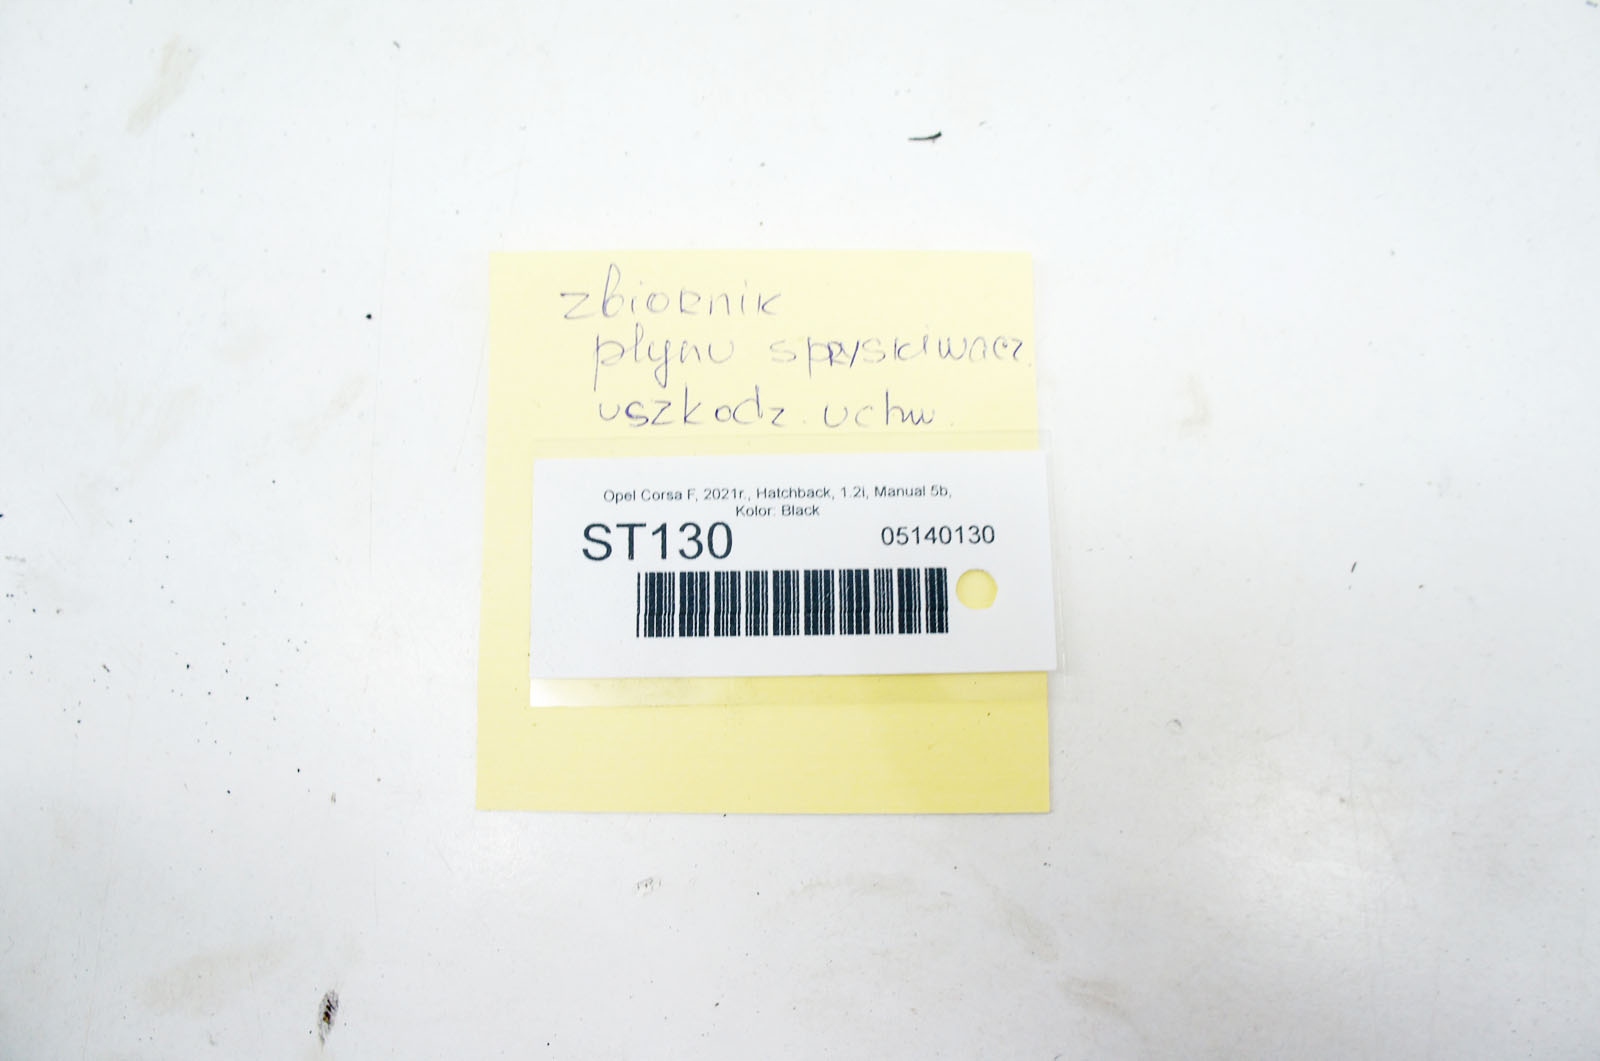 zbiornik
płynu spryskiwacz.
uszkodz. uchw.
Opel Corsa F, 2021r., Hatchback, 1.2i, Manual 5b,
Kolor: Black
ST130 05140130